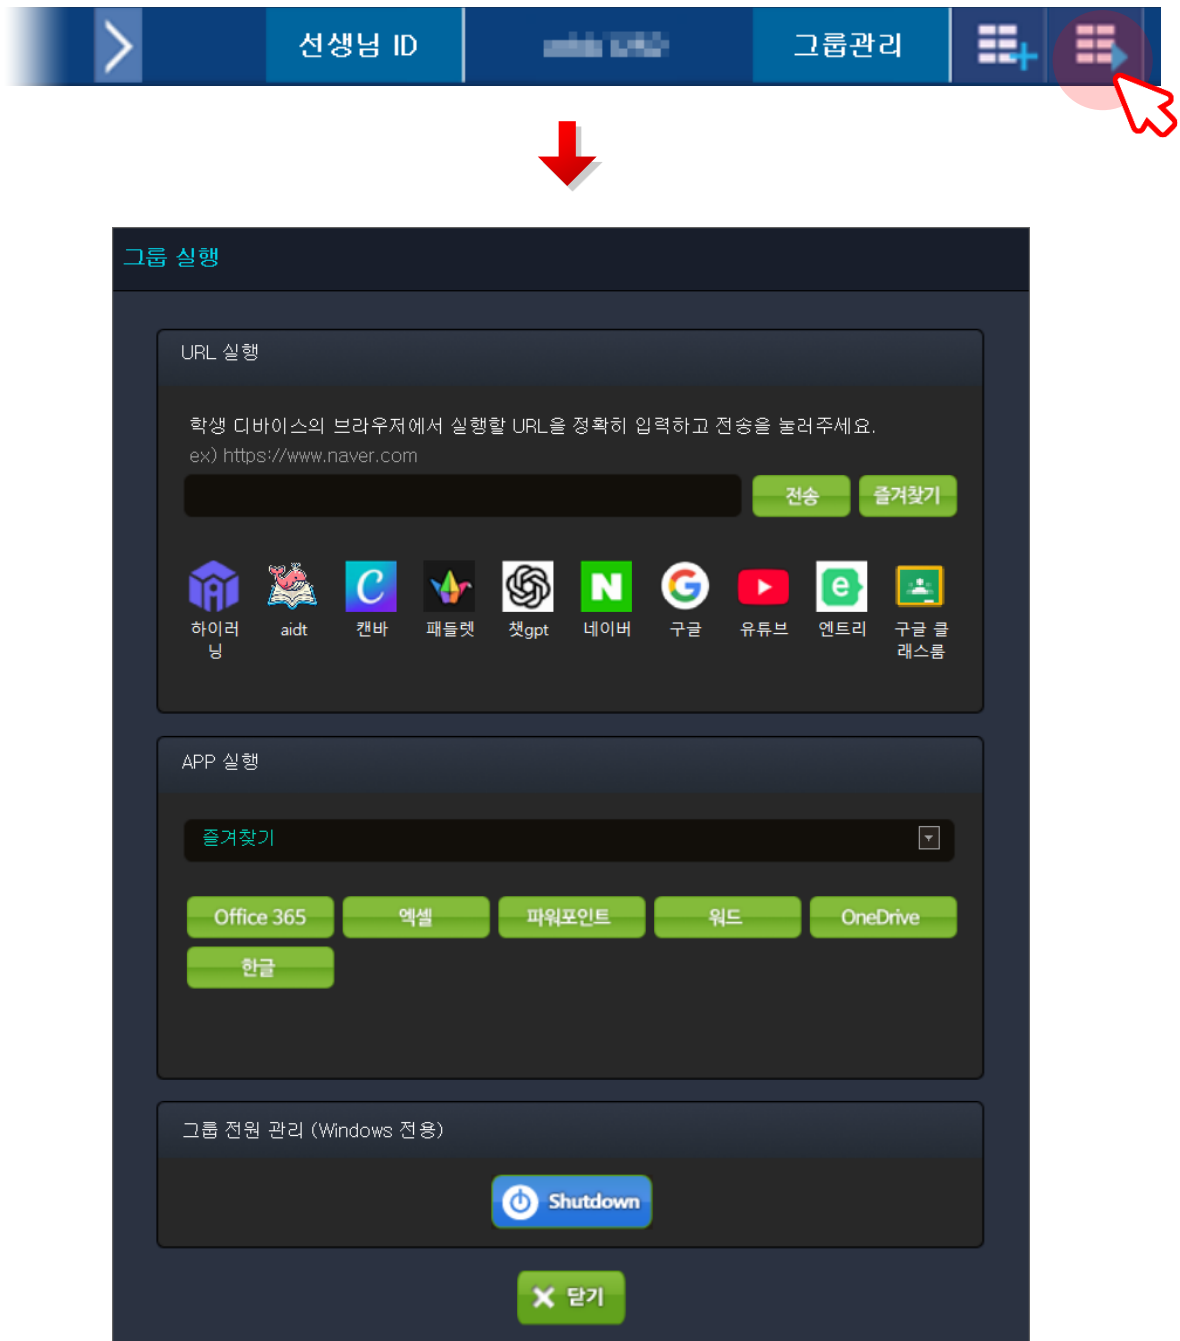 선생님 ID
그룹관리
그룹 실행
URL 실행
학생 디바이스의 브라우저에서 실행할 URL을 정확히 입력하고 전송을 눌러주세요.
ex) https://www.naver.com
전송
즐겨찾기
하이러
닝
aidt
캔바
패들렛
챗gpt
네이버
구글
유튜브
엔트리
구글 클
래스룸
APP 실행
즐겨찾기
Office 365
엑셀
파워포인트
워드
OneDrive
한글
그룹 전원 관리 (Windows 전용)
Shutdown
닫기